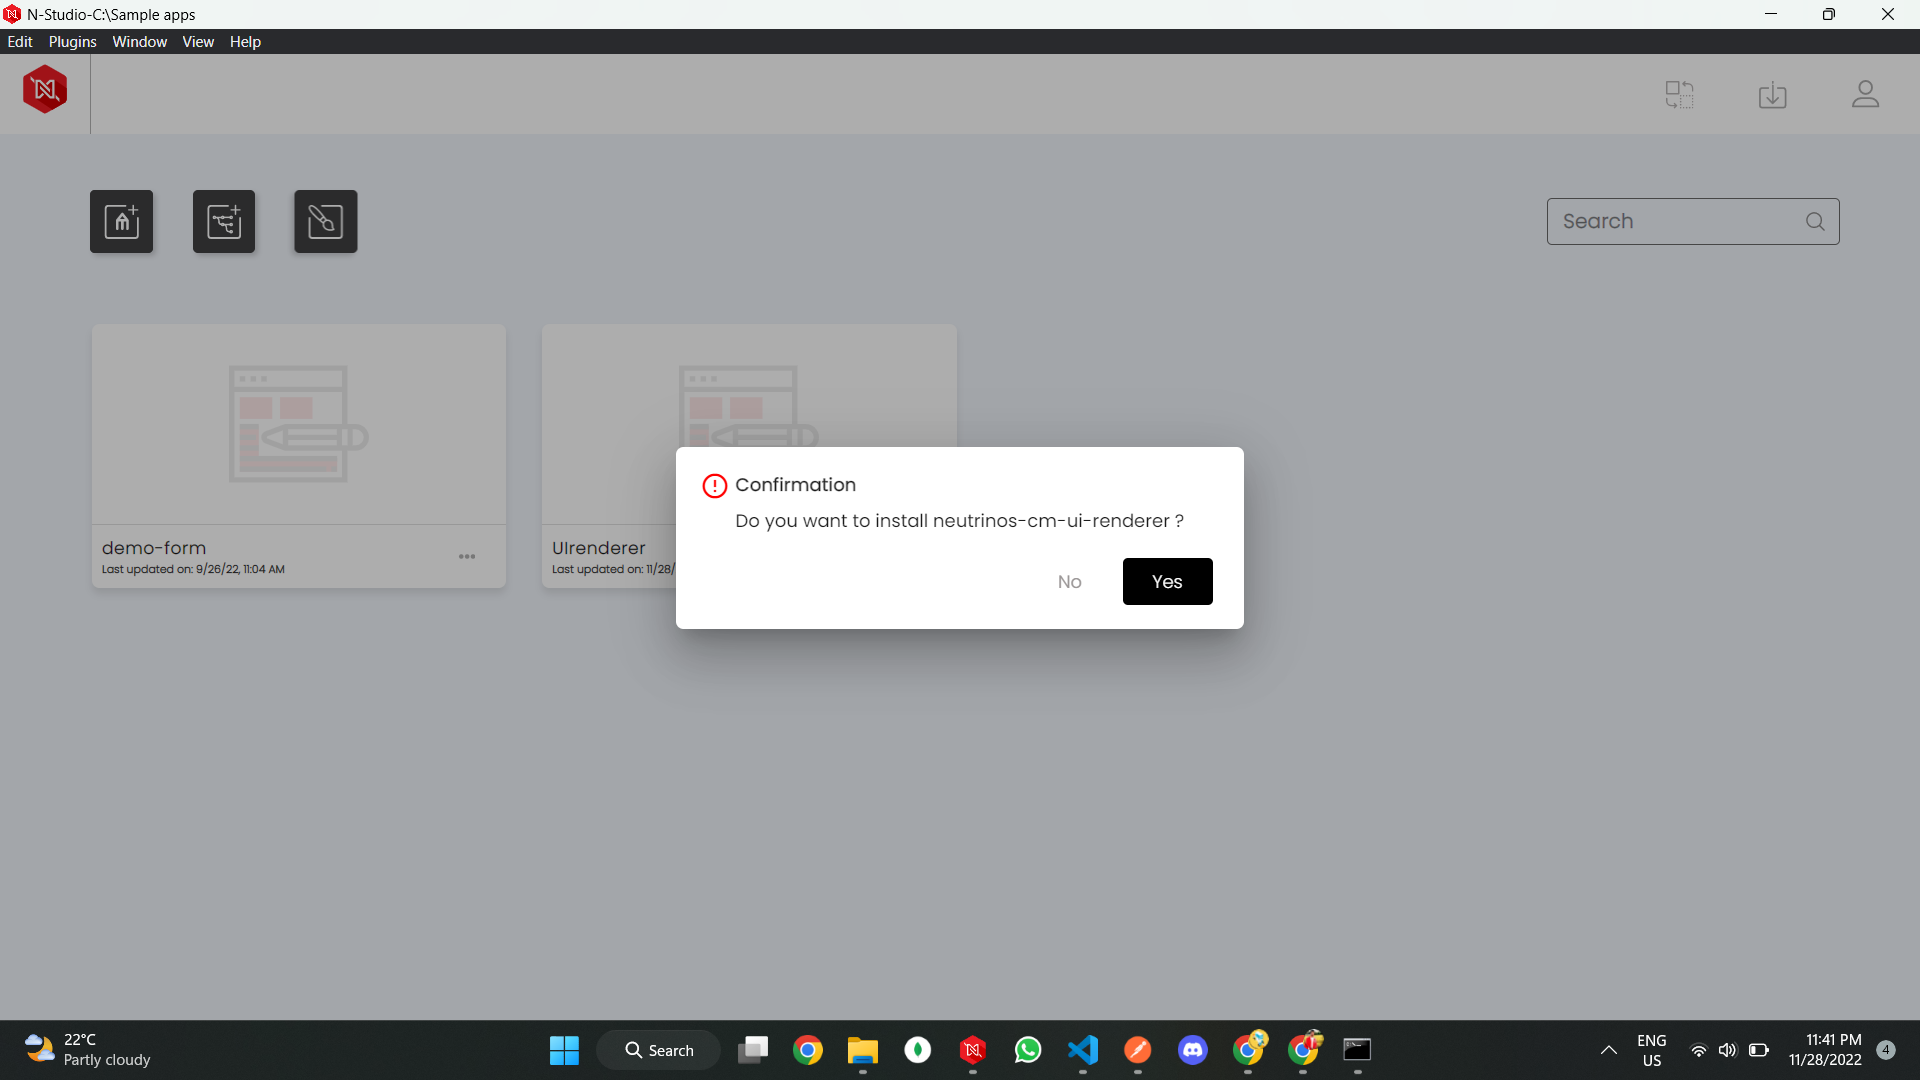 N-Studio-C:\Sample apps
Edit Plugins Window View Help
Search
demo-form
Last updated on: 9/26/22, 11:04 AM
UIrenderer
Last updated on: 11/28/
Confirmation
Do you want to install neutrinos-cm-ui-renderer ?
No
Yes
22°C
Partly cloudy
Search
ENG
US
11:41 PM
11/28/2022
4